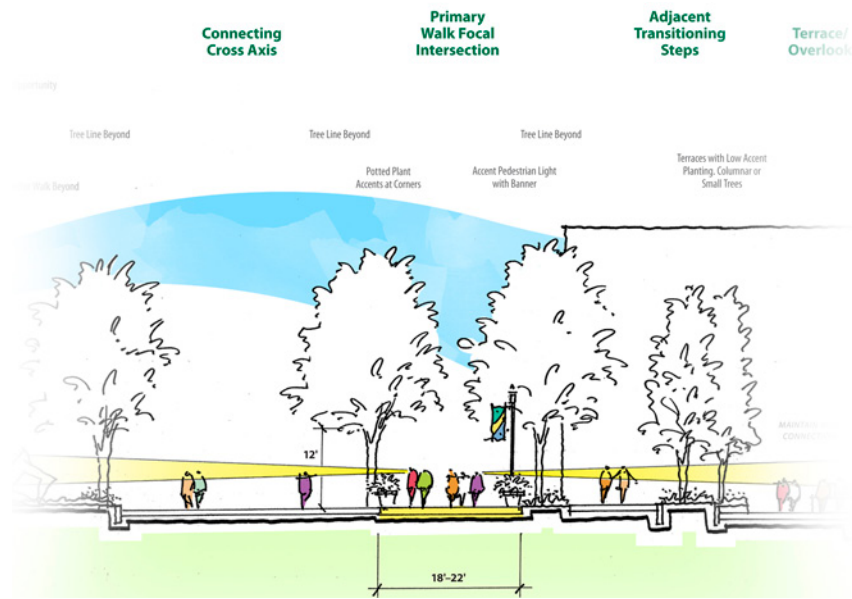 Connecting
Cross Axis
Primary
Walk Focal
Intersection
Adjacent
Transitioning
Steps
Terrace/
Overlook
Tree Line Beyond
Tree Line Beyond
Tree Line Beyond
Walk Beyond
Potted Plant
Accents at Corners
Accent Pedestrian Light
with Banner
Terraces with Low Accent
Planting, Columnar or
Small Trees
12'
18'–22'